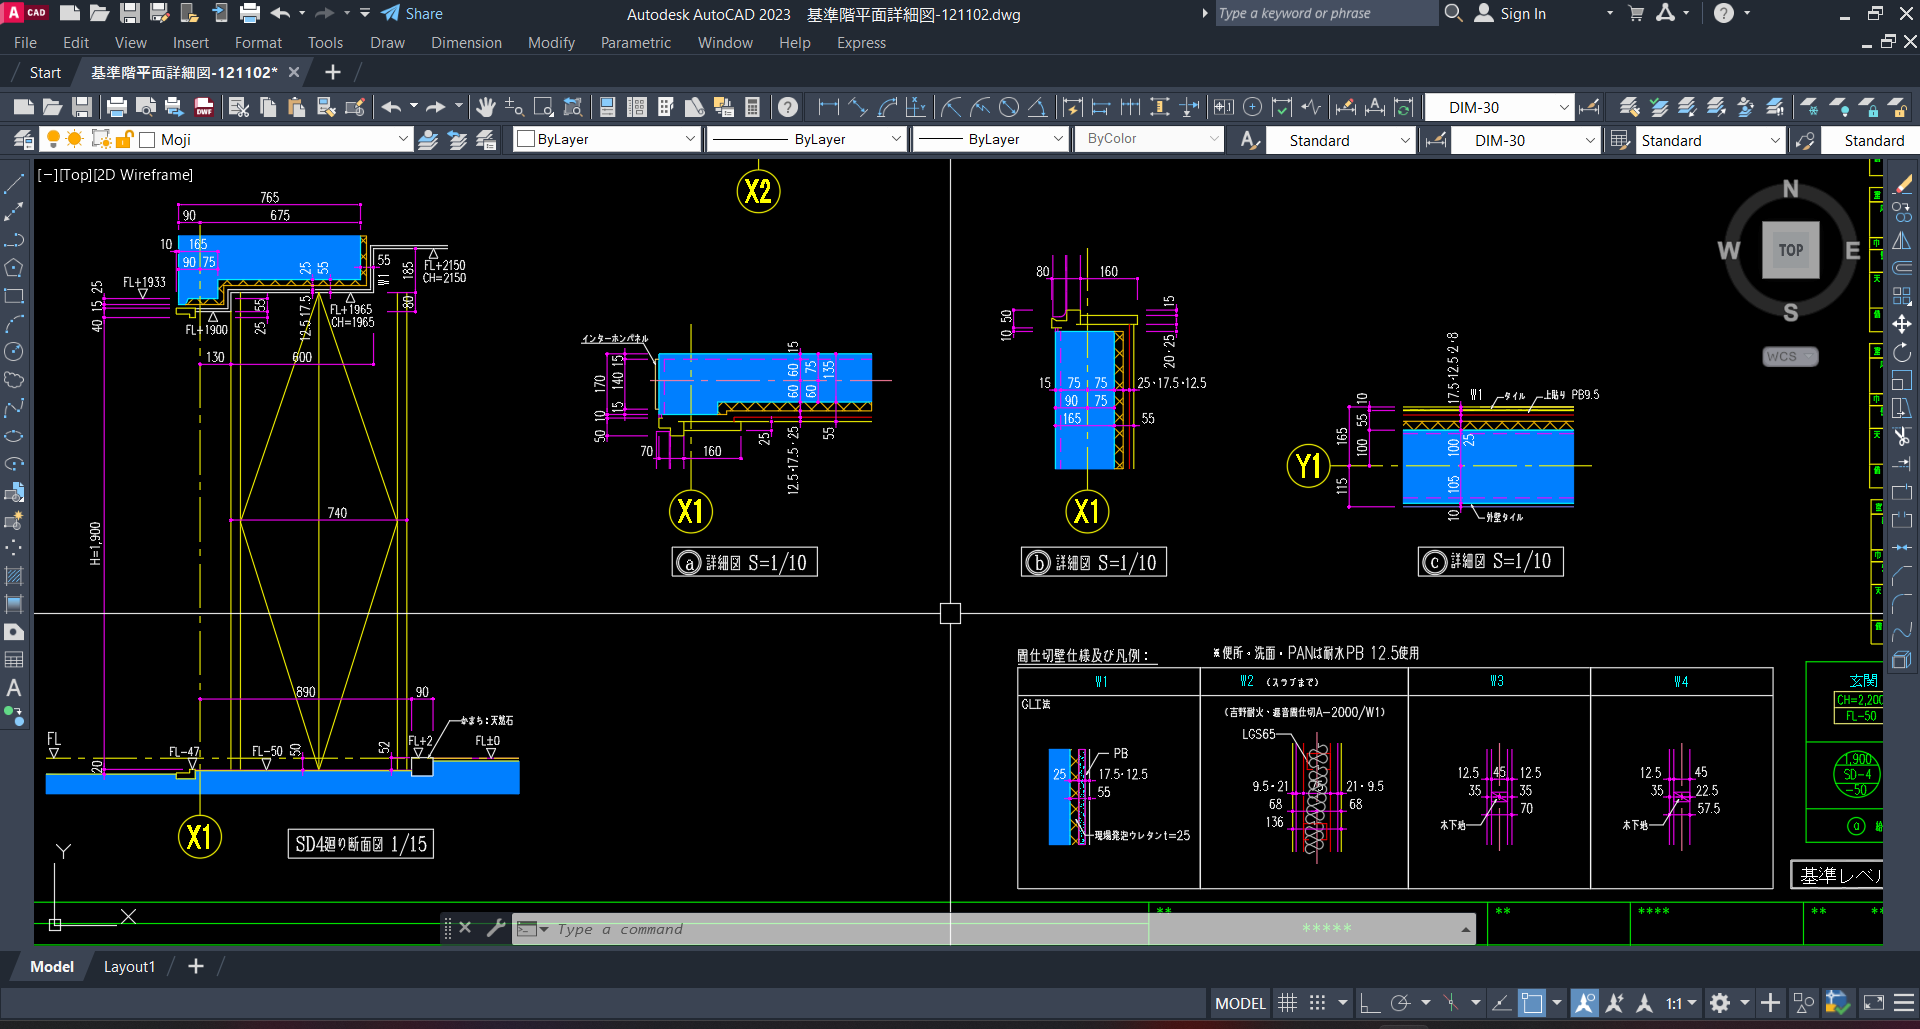 A CAD
Share
Autodesk AutoCAD 2023 基準階平面詳細図-121102.dwg
Type a keyword or phrase
Sign In
File Edit View Insert Format Tools Draw Dimension Modify Parametric Window Help Express
Start
基準階平面詳細図-121102*
DIM-30
Moji
ByLayer
ByLayer
ByLayer
ByColor
Standard
DIM-30
Standard
Standard
[−][Top][2D Wireframe]
765
90 675
10 165
90 75
25 55
55
185
80
FL+2150
CH=2150
W1
FL+1933
25
15
40
FL+1900
55
25
12.5 17.5
FL+1965
CH=1965
130 600
H=1,900
740
890 90
かまち：天然石
FL
FL-47
FL-50
50
52
FL+2
FL±0
20
X1
SD4廻り断面図 1/15
X2
インターホンパネル
170
15
140
15
10
50
15
60
60
75
135
70 160
25
12.5・17.5・25
55
X1
a 詳細図 S=1/10
80 160
50
10
15
20・25
15 75 75 25・17.5・12.5
90 75
165 55
X1
b 詳細図 S=1/10
17.5・12.5・2・8
W1 タイル 上貼り PB9.5
10
55
165
100
115
100
25
105
10
外壁タイル
Y1
c 詳細図 S=1/10
N
W TOP E
S
WCS
間仕切壁仕様及び凡例：
※便所・洗面・PANは耐水PB 12.5使用
W1 W2 (スラブまで) W3 W4
GL工法
25
PB
17.5・12.5
55
現場発泡ウレタンt=25
(吉野耐火・遮音間仕切A-2000/W1)
LGS65
9.5・21 21・9.5
68 68
136
12.5 45 12.5
35 35
70
木下地
12.5 45
35 22.5
57.5
木下地
玄関
CH=2,200
FL-50
1,900
SD-4
-50
a
基準レベル
** ***** ** **** **
Y
X
Type a command
Model Layout1
MODEL
1:1